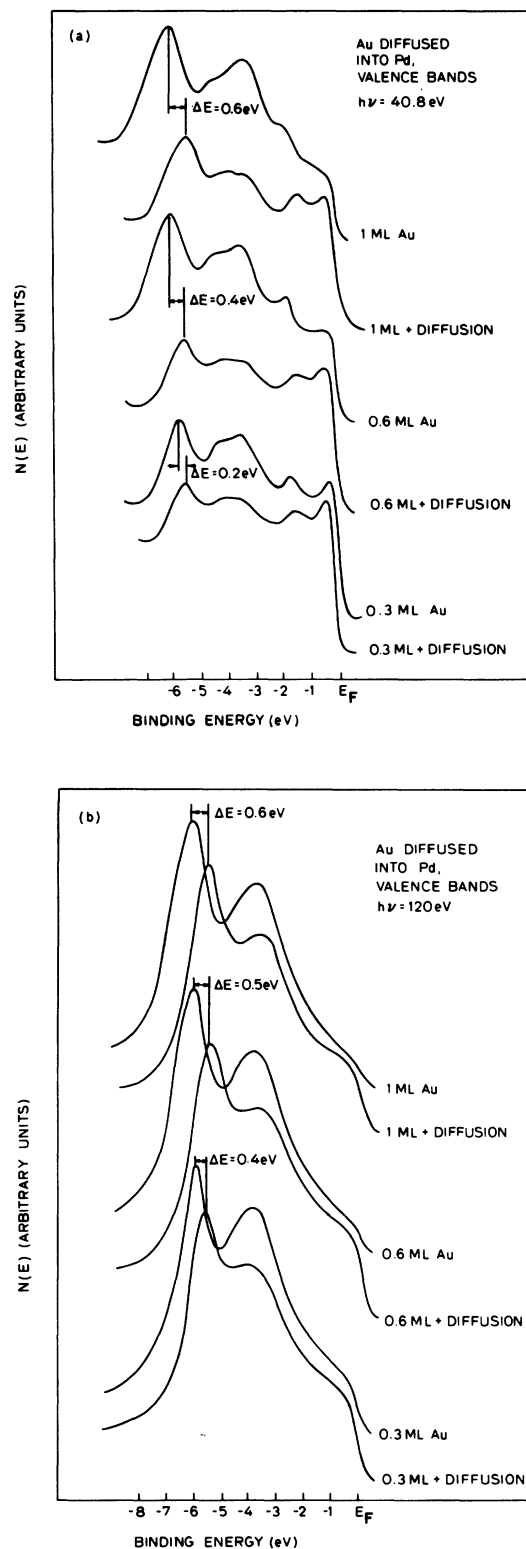 (a)
Au DIFFUSED
INTO Pd,
VALENCE BANDS
hν = 40.8 eV
ΔE=0.6eV
1 ML Au
1 ML + DIFFUSION
ΔE=0.4eV
0.6 ML Au
0.6 ML + DIFFUSION
ΔE=0.2eV
0.3 ML Au
0.3 ML + DIFFUSION
N(E) (ARBITRARY UNITS)
-6 -5 -4 -3 -2 -1 EF
BINDING ENERGY (eV)
(b)
Au DIFFUSED
INTO Pd,
VALENCE BANDS
hν = 120eV
ΔE=0.6eV
1 ML Au
1 ML + DIFFUSION
ΔE=0.5eV
0.6 ML Au
0.6 ML + DIFFUSION
ΔE=0.4eV
0.3 ML Au
0.3 ML + DIFFUSION
N(E) (ARBITRARY UNITS)
-8 -7 -6 -5 -4 -3 -2 -1 EF
BINDING ENERGY (eV)